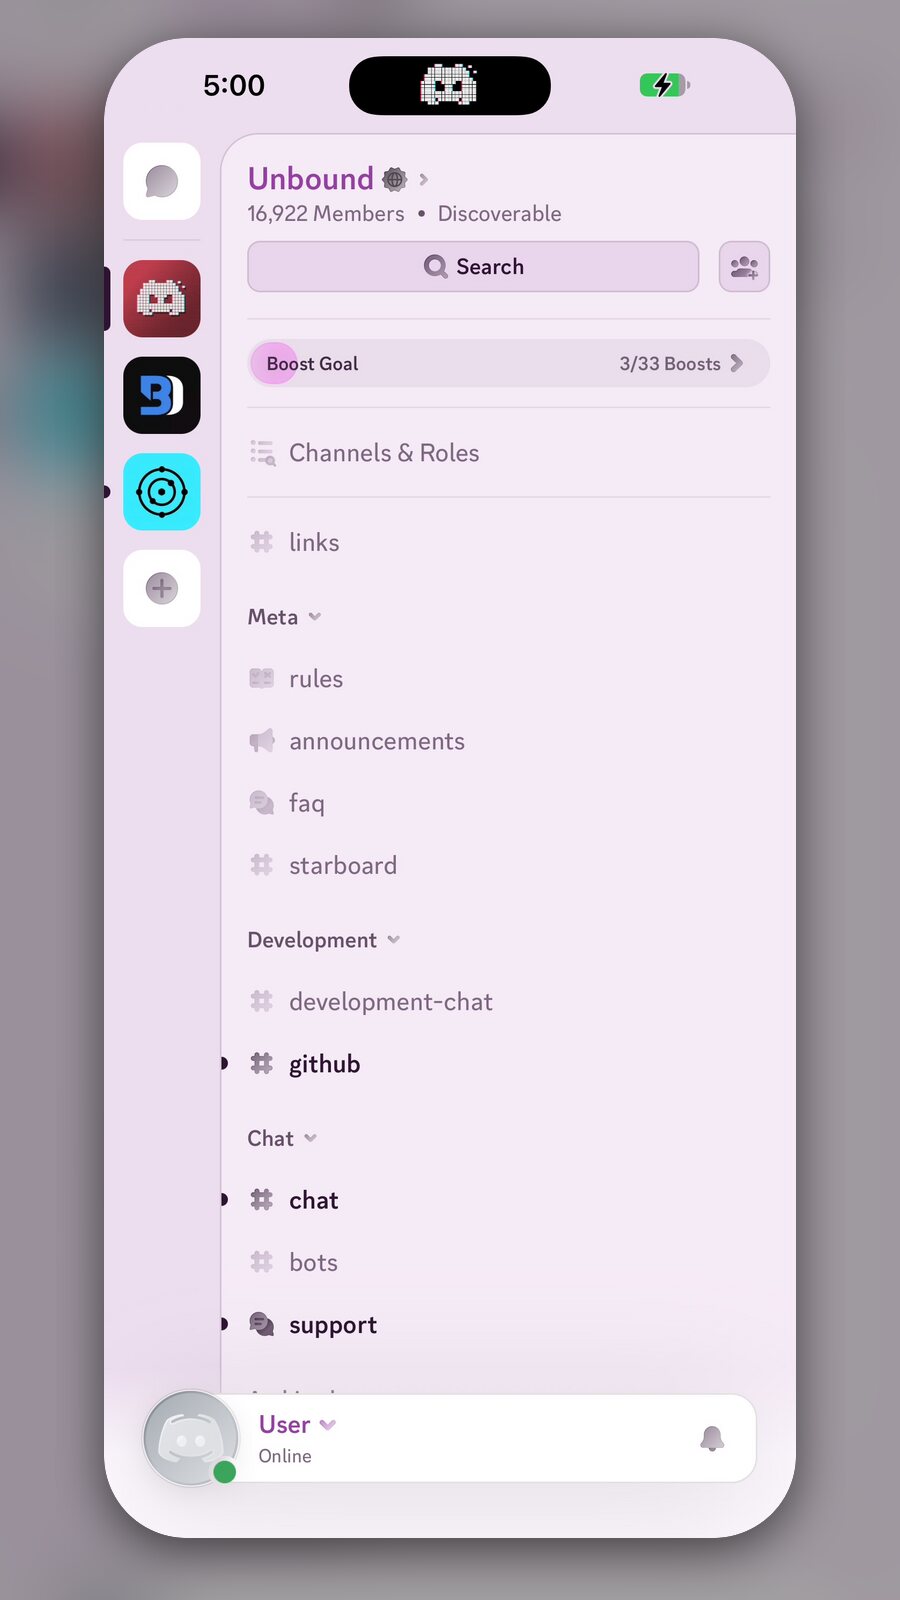 5:00
Unbound
16,922 Members • Discoverable
Search
Boost Goal
3/33 Boosts
Channels & Roles
links
Meta
rules
announcements
faq
starboard
Development
development-chat
github
Chat
chat
bots
support
User
Online